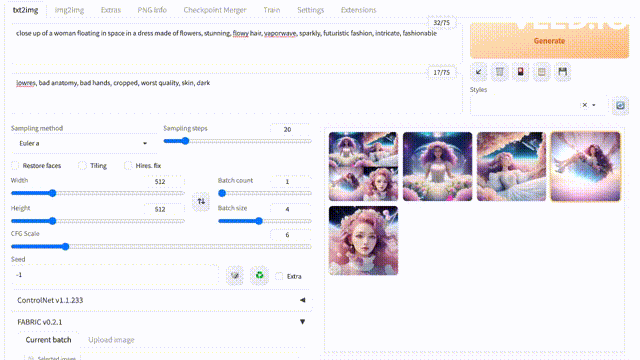 txt2img img2img Extras PNG Info Checkpoint Merger Train Settings Extensions
VEED.IO
32/75
close up of a woman floating in space in a dress made of flowers, stunning, flowy hair, vaporwave, sparkly, futuristic fashion, intricate, fashionable
Generate
17/75
lowres, bad anatomy, bad hands, cropped, worst quality, skin, dark
Styles
Sampling method
Sampling steps 20
Euler a
Restore faces Tiling Hires. fix
Width 512
Batch count 1
Height 512
Batch size 4
CFG Scale 6
Seed
-1
Extra
ControlNet v1.1.233
FABRIC v0.2.1
Current batch Upload image
Selected image